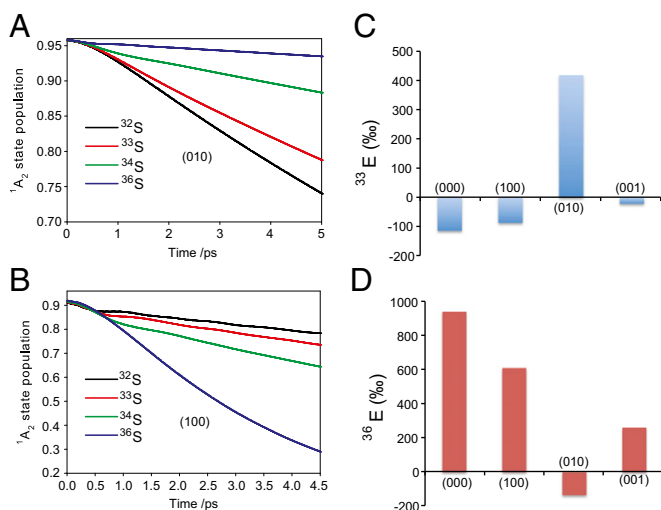 A
0.95
0.90
0.85
0.80
0.75
0.70
¹A₂ state population
³²S
³³S
³⁴S
³⁶S
(010)
0 1 2 3 4 5
Time /ps
B
0.9
0.8
0.7
0.6
0.5
0.4
0.3
0.2
¹A₂ state population
³²S
³³S
³⁴S
³⁶S
(100)
0.0 0.5 1.0 1.5 2.0 2.5 3.0 3.5 4.0 4.5
Time /ps
C
500
400
300
200
100
0
-100
-200
³³E (‰)
(000) (100) (010) (001)
D
1000
800
600
400
200
0
-200
³⁶E (‰)
(010)
(000) (100) (001)